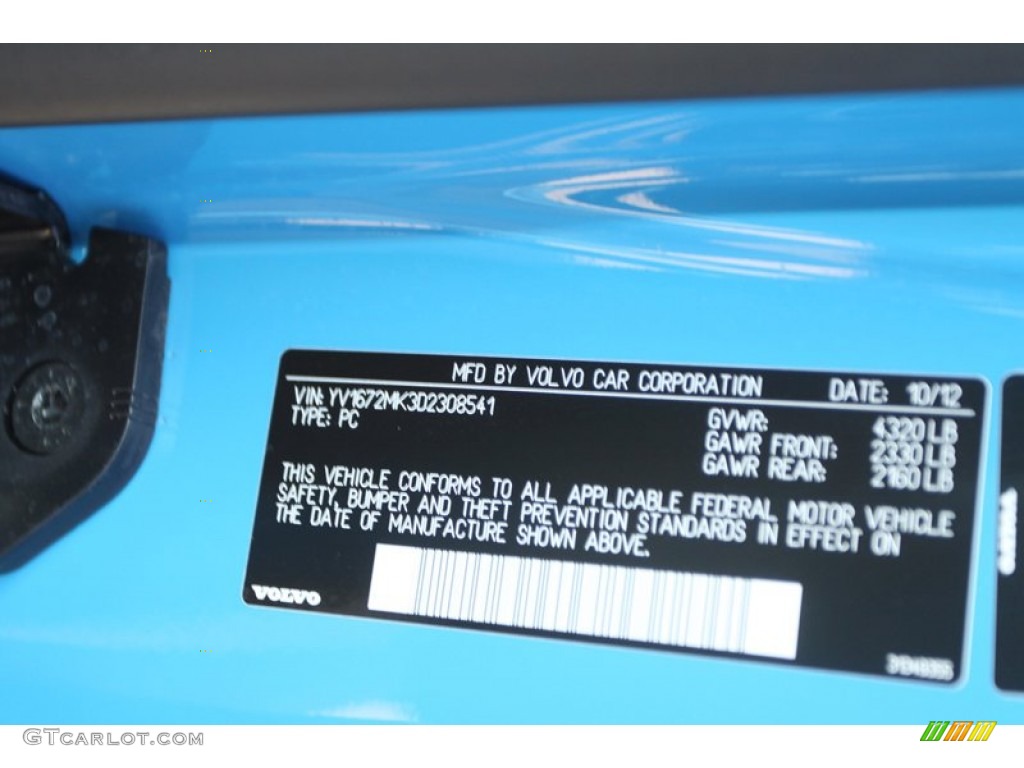 MFD BY VOLVO CAR CORPORATION DATE: 10/12
VIN: YV1672MK3D2308541
TYPE: PC
GVWR: 4320 LB
GAWR FRONT: 2330 LB
GAWR REAR: 2160 LB
THIS VEHICLE CONFORMS TO ALL APPLICABLE FEDERAL MOTOR VEHICLE
SAFETY, BUMPER AND THEFT PREVENTION STANDARDS IN EFFECT ON
THE DATE OF MANUFACTURE SHOWN ABOVE.
VOLVO
GTCARLOT.COM